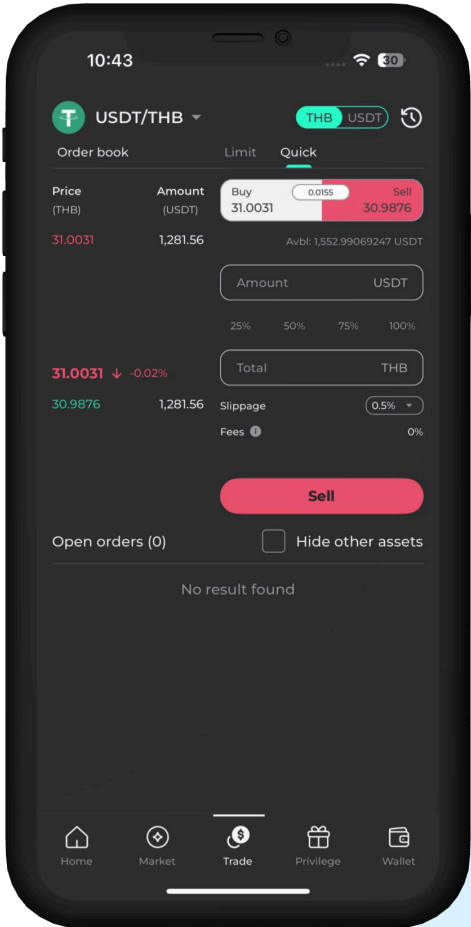 10:43
30
USDT/THB
THB USDT
Order book
Limit Quick
Price Amount
(THB) (USDT)
31.0031 1,281.56
Buy 0.0155 Sell
31.0031 30.9876
Avbl: 1,552.99069247 USDT
Amount USDT
25% 50% 75% 100%
Total THB
31.0031 ↓ -0.02%
30.9876 1,281.56
Slippage 0.5%
Fees 0%
Sell
Open orders (0) Hide other assets
No result found
Home Market Trade Privilege Wallet